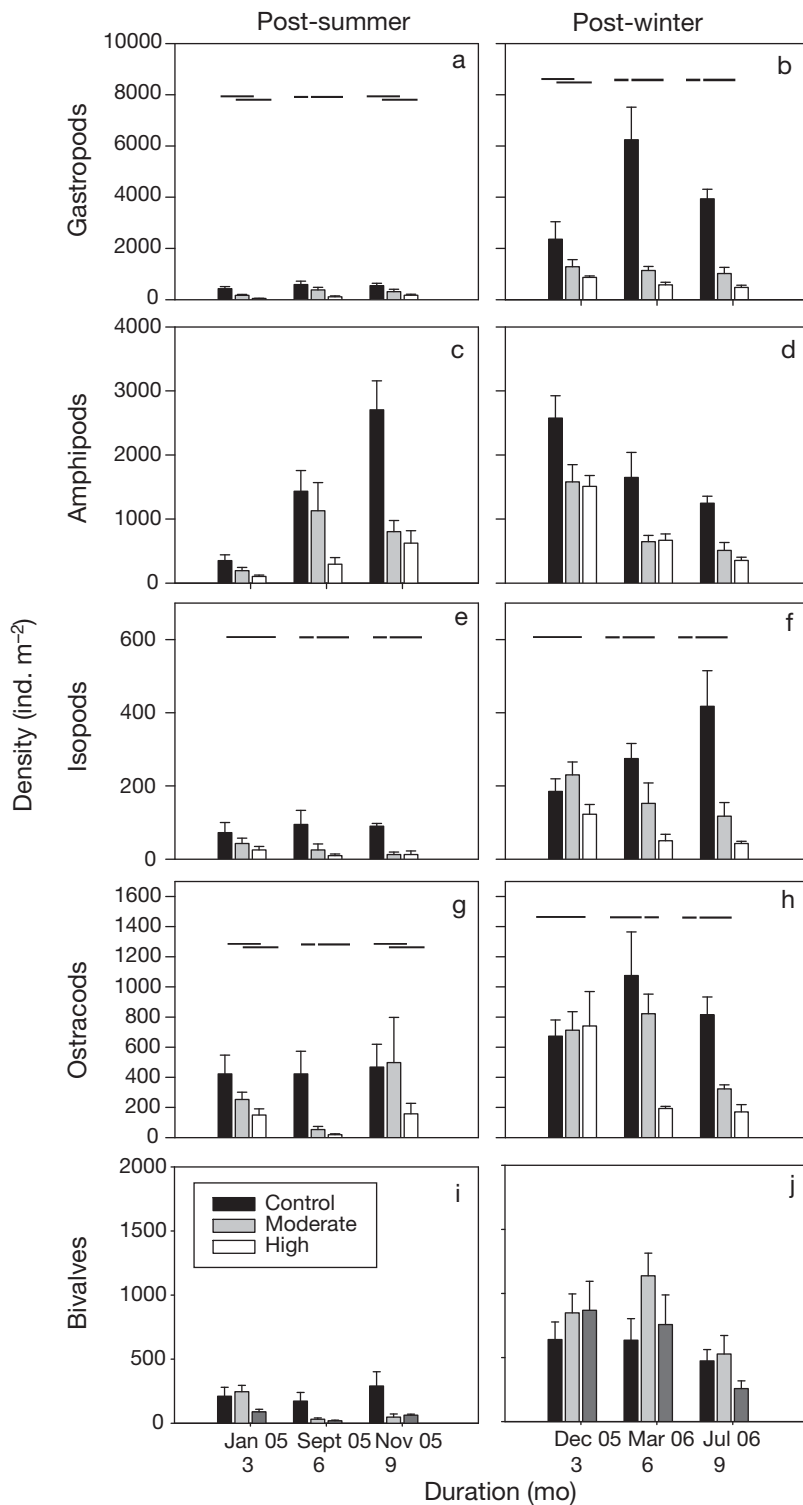 Post-summer Post-winter
10000 a b
8000
6000
4000
2000
0
Gastropods
4000 c d
3000
2000
1000
0
Amphipods
600 e f
400
200
0
Isopods
1600 g h
1400
1200
1000
800
600
400
200
0
Ostracods
2000 i j
1500
1000
500
0
Bivalves
Control
Moderate
High
Density (ind. m⁻²)
Jan 05 Sept 05 Nov 05 Dec 05 Mar 06 Jul 06
3 6 9 3 6 9
Duration (mo)